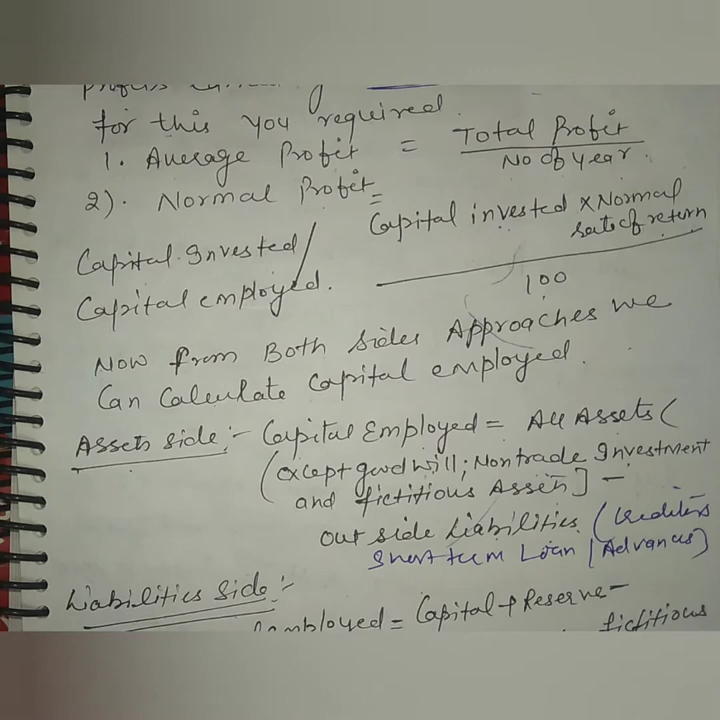 for this you required.
1. Average Profit = Total Profit
No of year.
2). Normal Profit =
Capital invested × Normal
rate of return
Capital Invested /
Capital employed.
100
Now from Both sides Approaches we
Can Calculate Capital employed.
Assets side :- Capital Employed = All Assets (
(except goodwill; Non trade Investment
and fictitious Assets] -
out side liabilities (Creditors
Short term Loan / Advances)
Liabilities Side :-
= Capital + Reserve -
fictitious